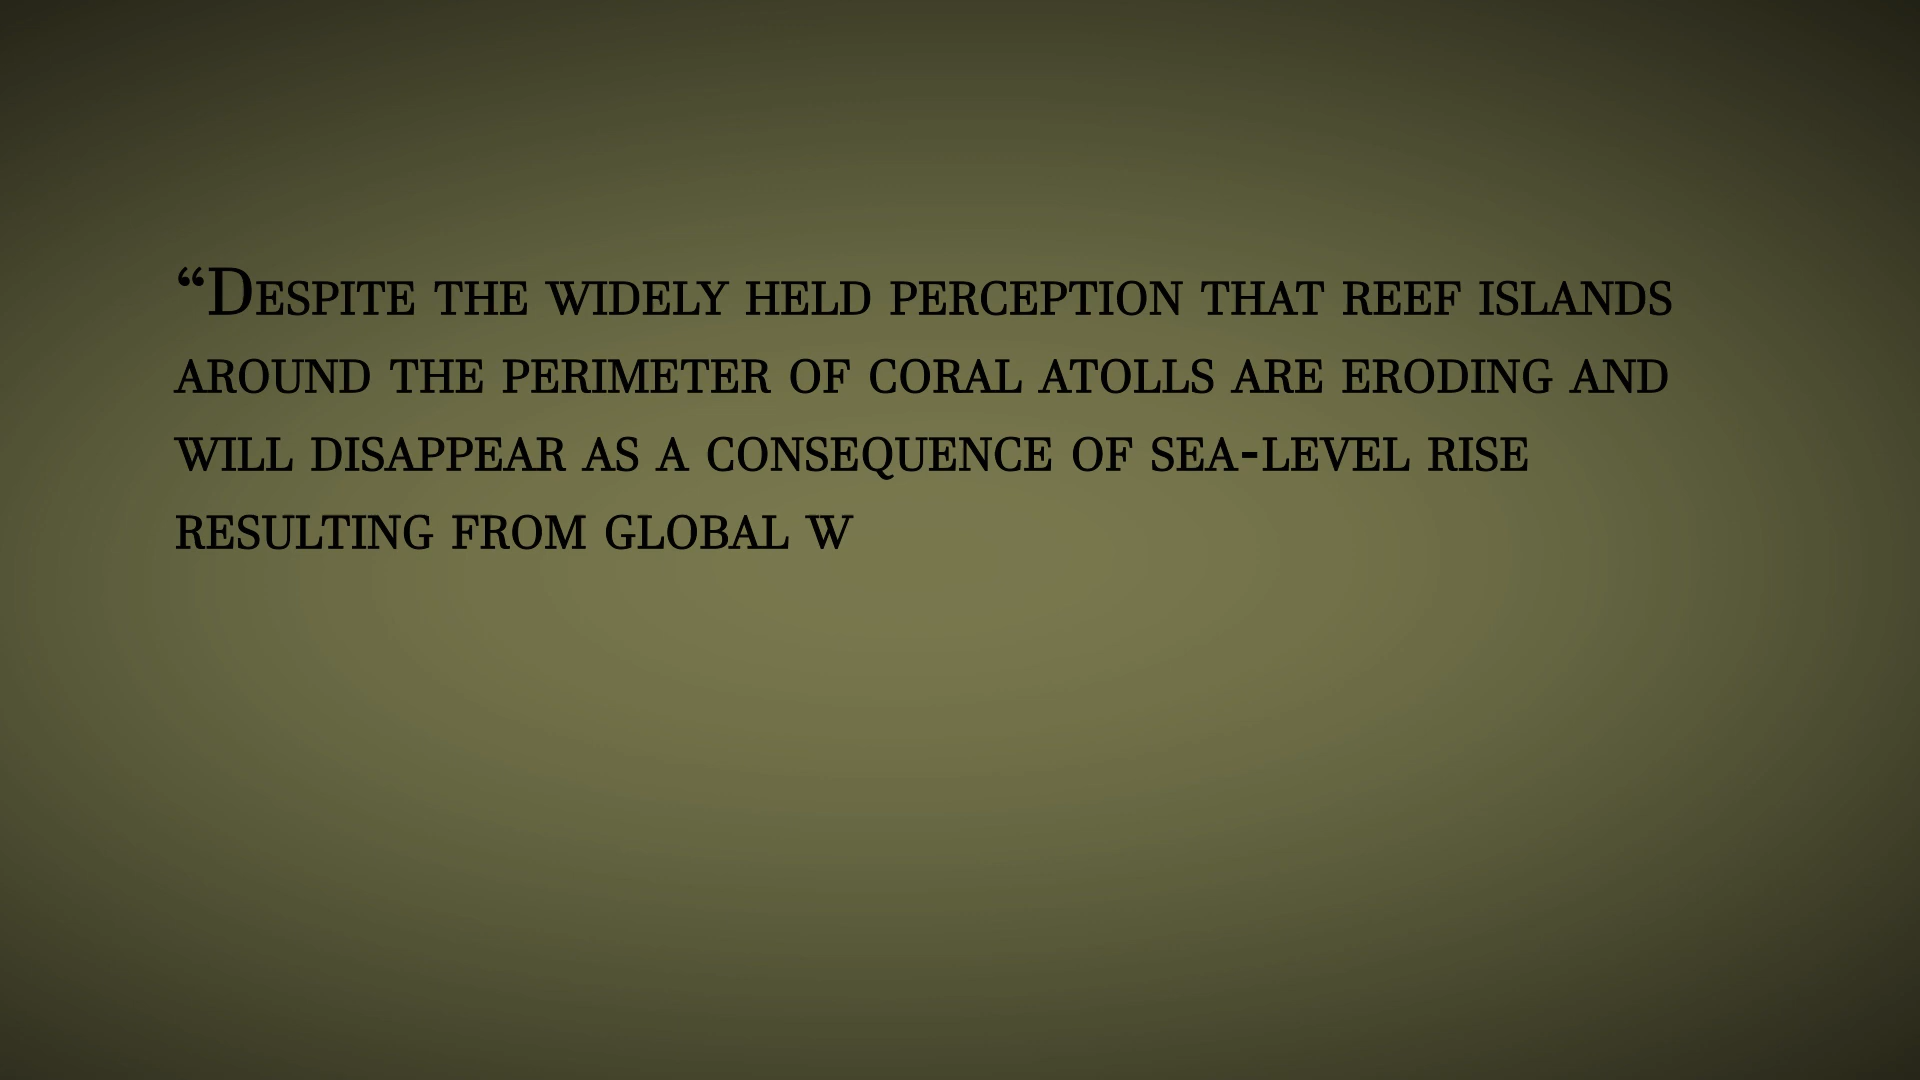 “Despite the widely held perception that reef islands
around the perimeter of coral atolls are eroding and
will disappear as a consequence of sea-level rise
resulting from global w